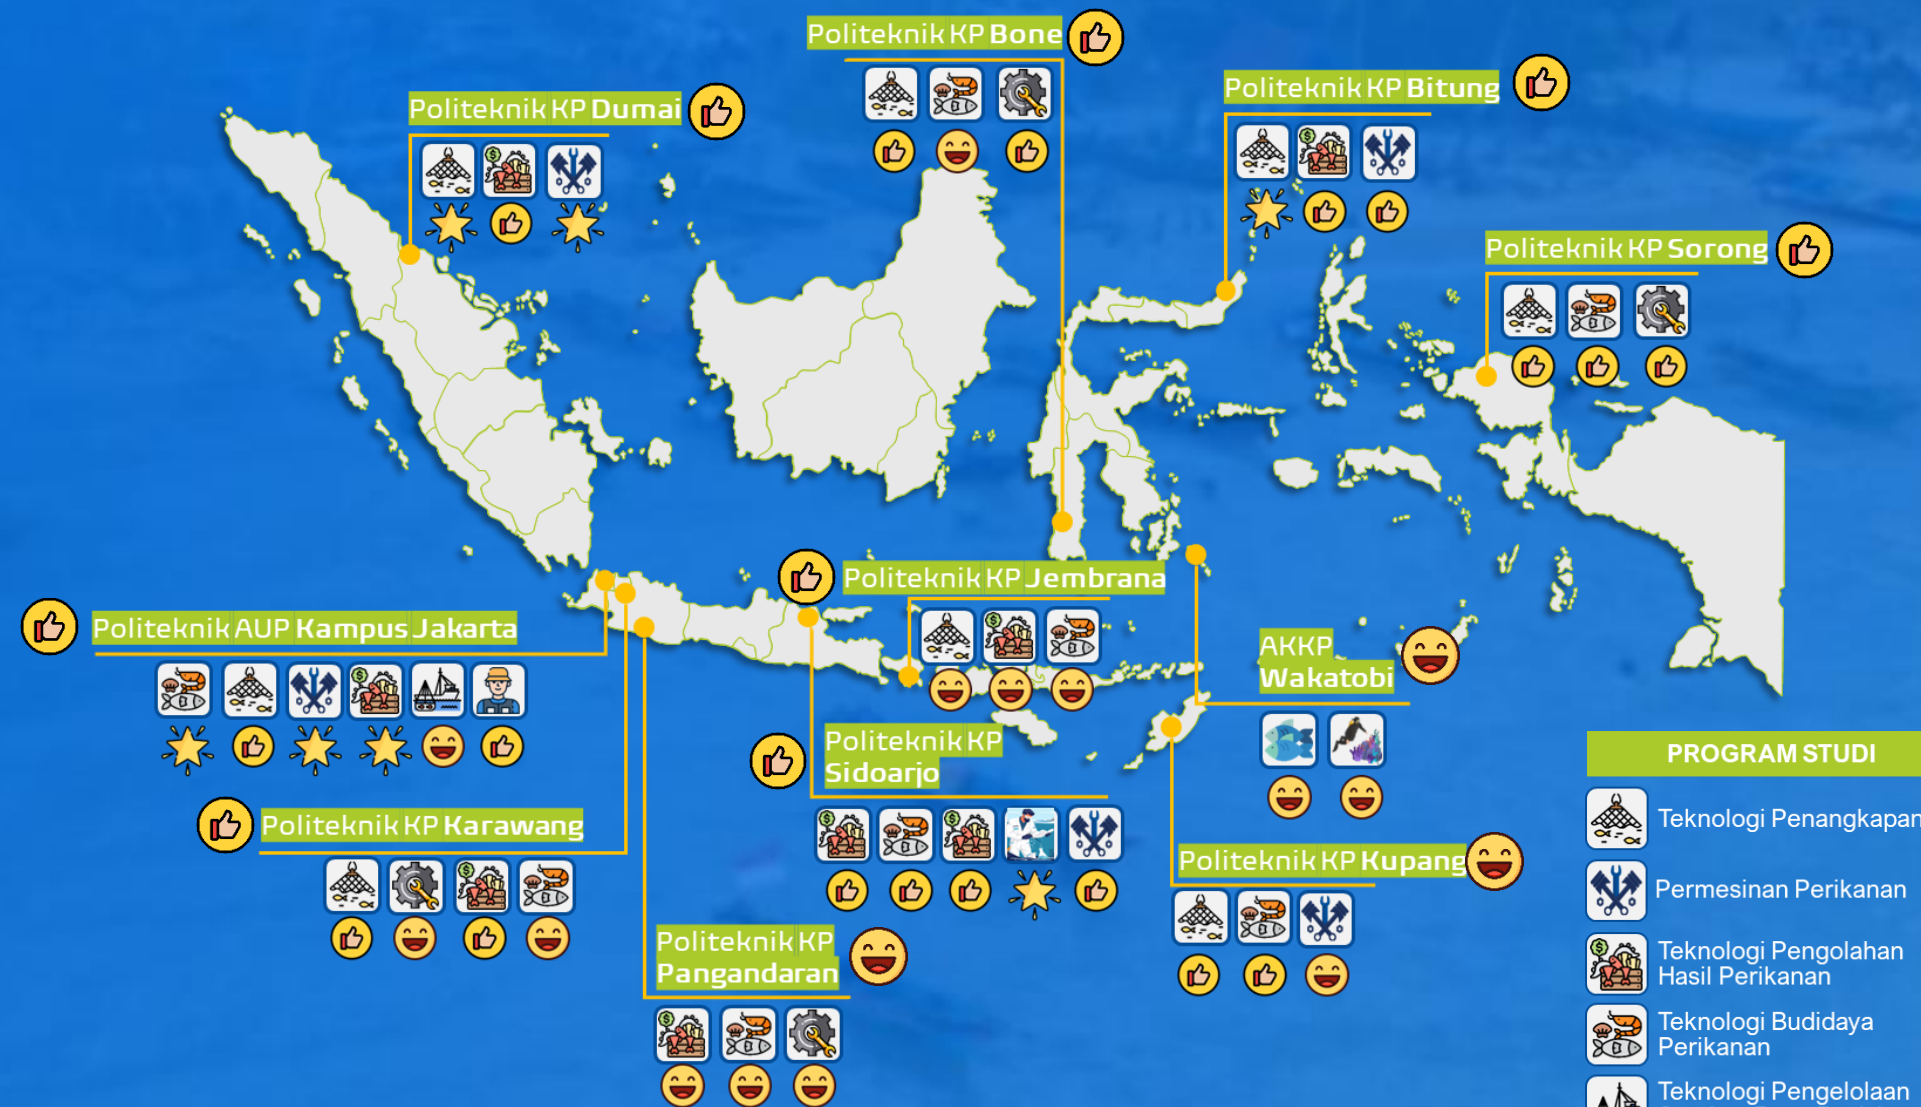 Politeknik KP Bone
Politeknik KP Bitung
Politeknik KP Dumai
Politeknik KP Sorong
Politeknik KP Jembrana
Politeknik AUP Kampus Jakarta
AKKP
Wakatobi
Politeknik KP
Sidoarjo
Politeknik KP Karawang
Politeknik KP Kupang
Politeknik KP
Pangandaran
PROGRAM STUDI
Teknologi Penangkapan
Permesinan Perikanan
Teknologi Pengolahan
Hasil Perikanan
Teknologi Budidaya
Perikanan
Teknologi Pengelolaan